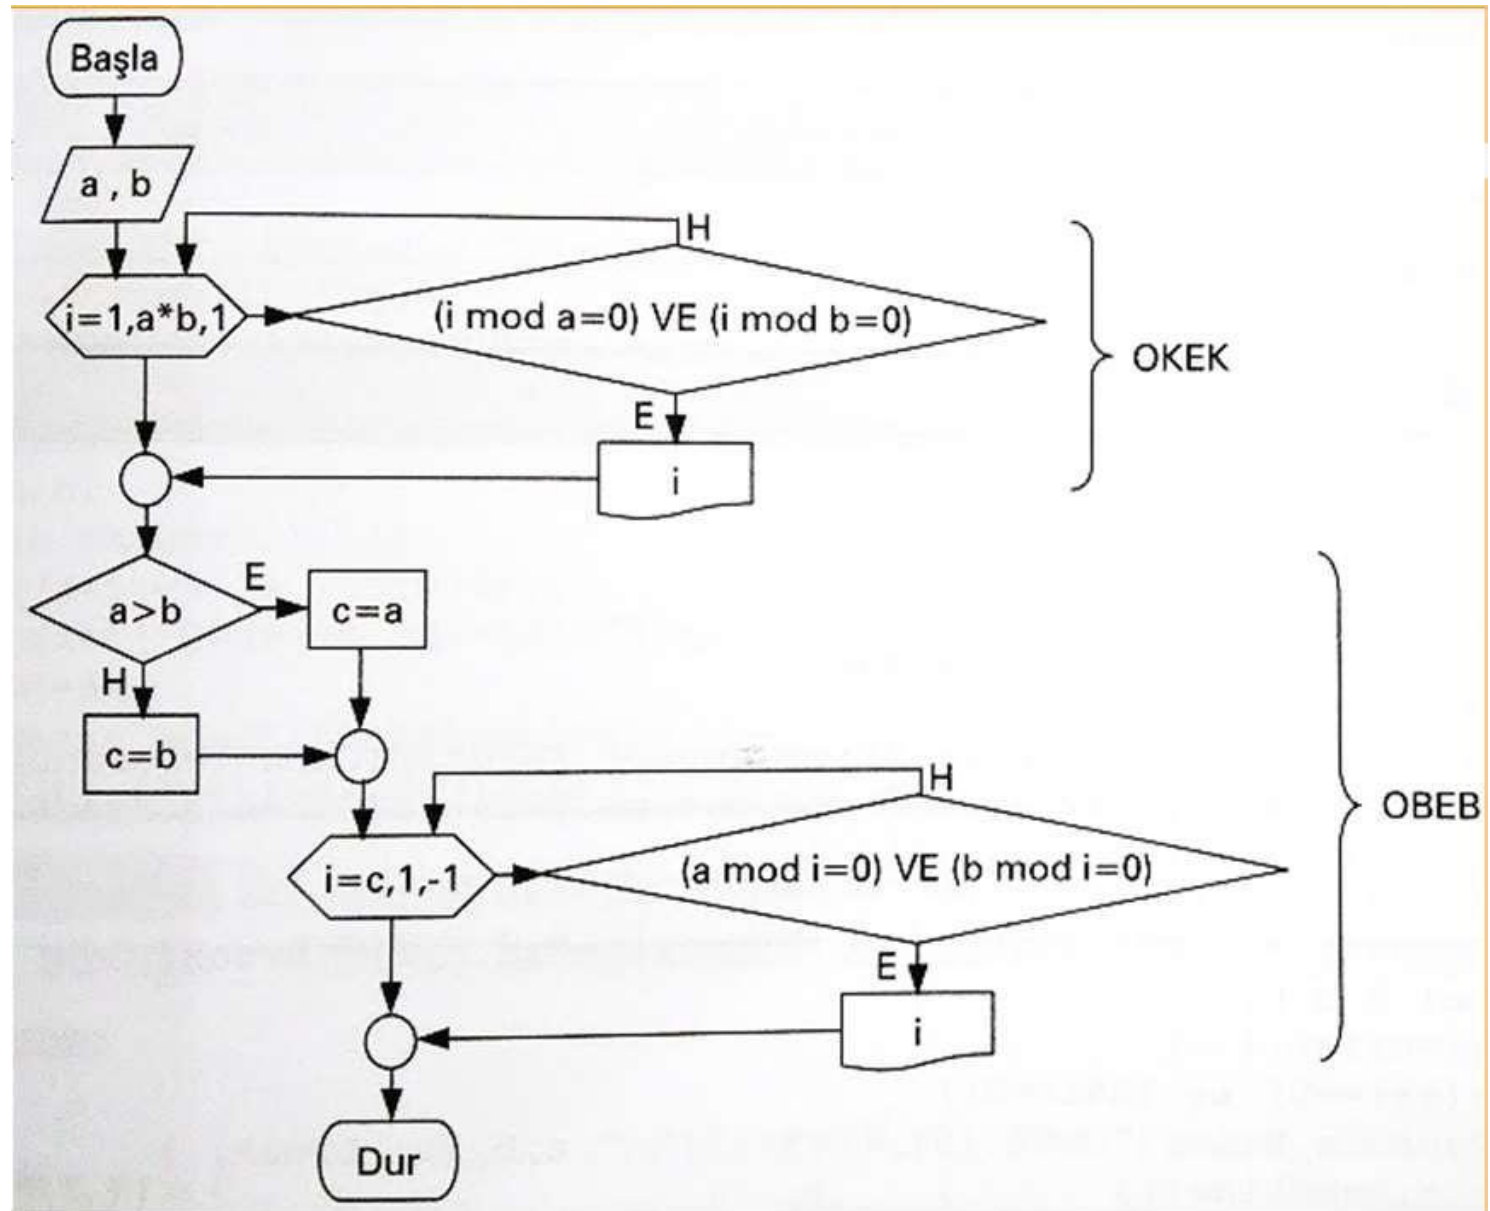 Başla
a , b
H
i=1,a*b,1
(i mod a=0) VE (i mod b=0)
OKEK
E
i
a>b
E
c=a
H
c=b
H
i=c,1,-1
(a mod i=0) VE (b mod i=0)
OBEB
E
i
Dur